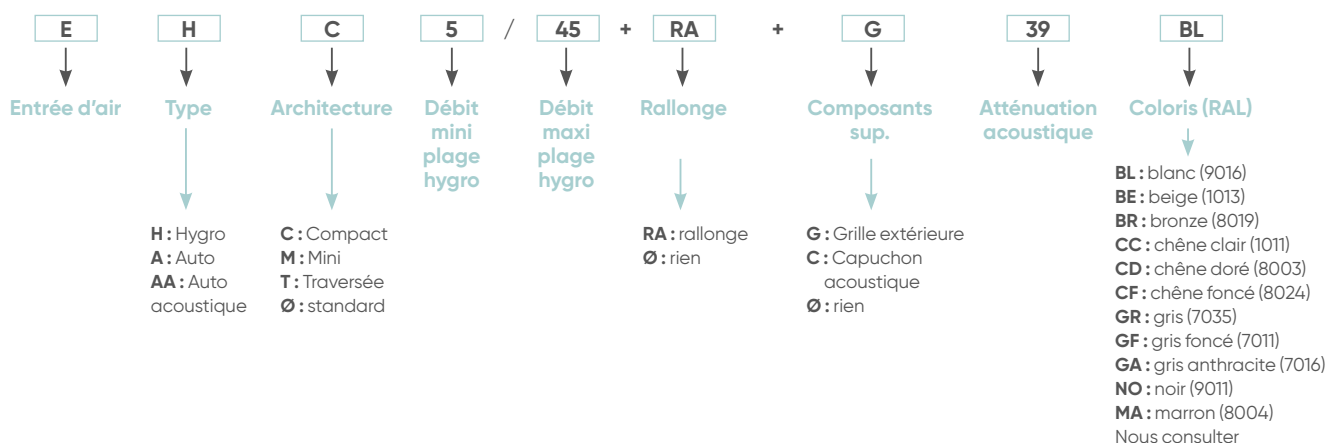 E H C 5 / 45 + RA + G 39 BL
Entrée d'air
Type
Architecture
Débit
mini
plage
hygro
Débit
maxi
plage
hygro
Rallonge
Composants
sup.
Atténuation
acoustique
Coloris (RAL)
H : Hygro
A : Auto
AA : Auto
acoustique
C : Compact
M : Mini
T : Traversée
Ø : standard
RA : rallonge
Ø : rien
G : Grille extérieure
C : Capuchon
acoustique
Ø : rien
BL : blanc (9016)
BE : beige (1013)
BR : bronze (8019)
CC : chêne clair (1011)
CD : chêne doré (8003)
CF : chêne foncé (8024)
GR : gris (7035)
GF : gris foncé (7011)
GA : gris anthracite (7016)
NO : noir (9011)
MA : marron (8004)
Nous consulter